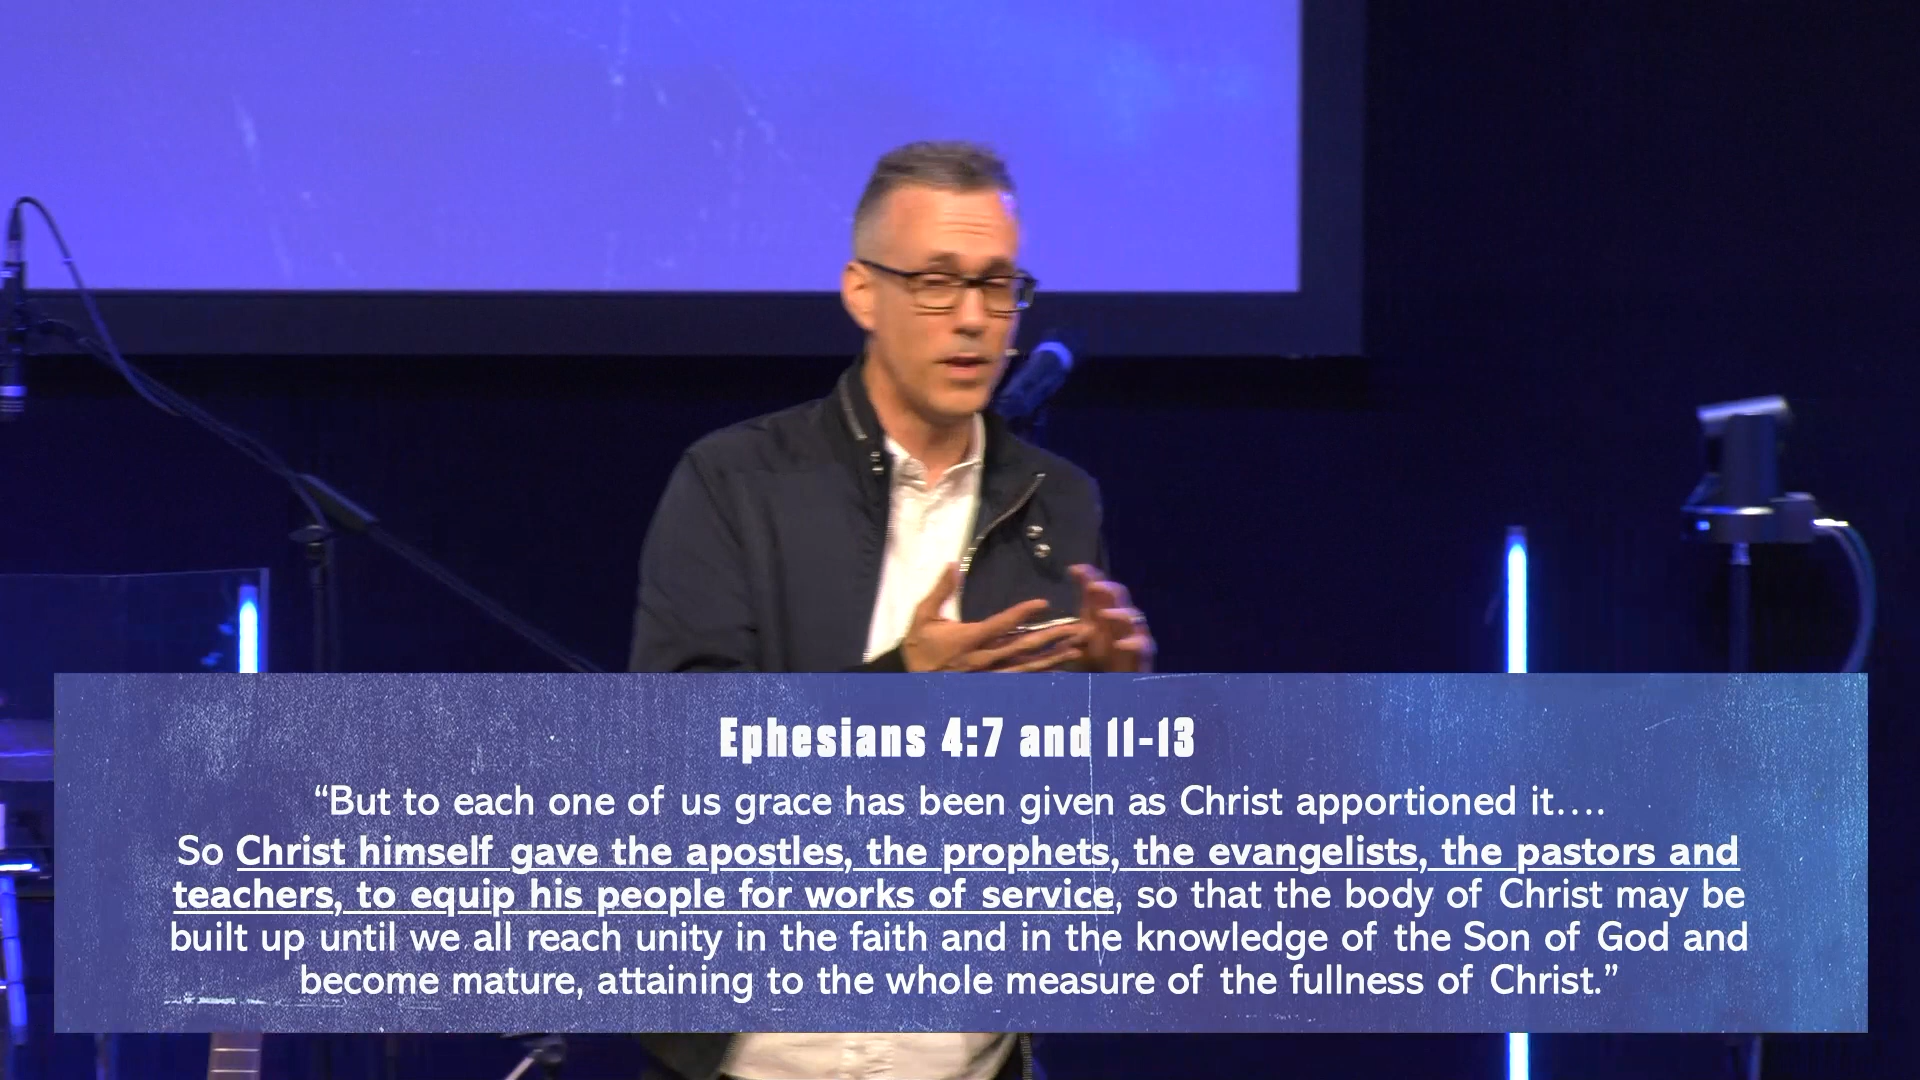 Ephesians 4:7 and 11-13
“But to each one of us grace has been given as Christ apportioned it….
So Christ himself gave the apostles, the prophets, the evangelists, the pastors and
teachers, to equip his people for works of service, so that the body of Christ may be
built up until we all reach unity in the faith and in the knowledge of the Son of God and
become mature, attaining to the whole measure of the fullness of Christ.”